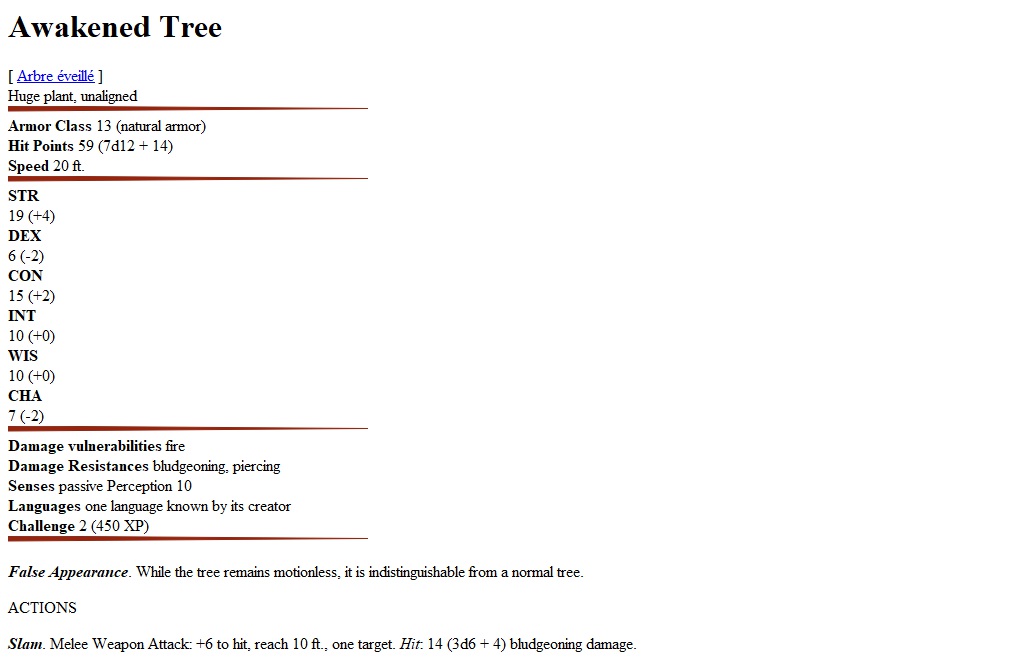 Awakened Tree
[ Arbre éveillé ]
Huge plant, unaligned
Armor Class 13 (natural armor)
Hit Points 59 (7d12 + 14)
Speed 20 ft.
STR
19 (+4)
DEX
6 (-2)
CON
15 (+2)
INT
10 (+0)
WIS
10 (+0)
CHA
7 (-2)
Damage vulnerabilities fire
Damage Resistances bludgeoning, piercing
Senses passive Perception 10
Languages one language known by its creator
Challenge 2 (450 XP)
False Appearance. While the tree remains motionless, it is indistinguishable from a normal tree.
ACTIONS
Slam. Melee Weapon Attack: +6 to hit, reach 10 ft., one target. Hit: 14 (3d6 + 4) bludgeoning damage.